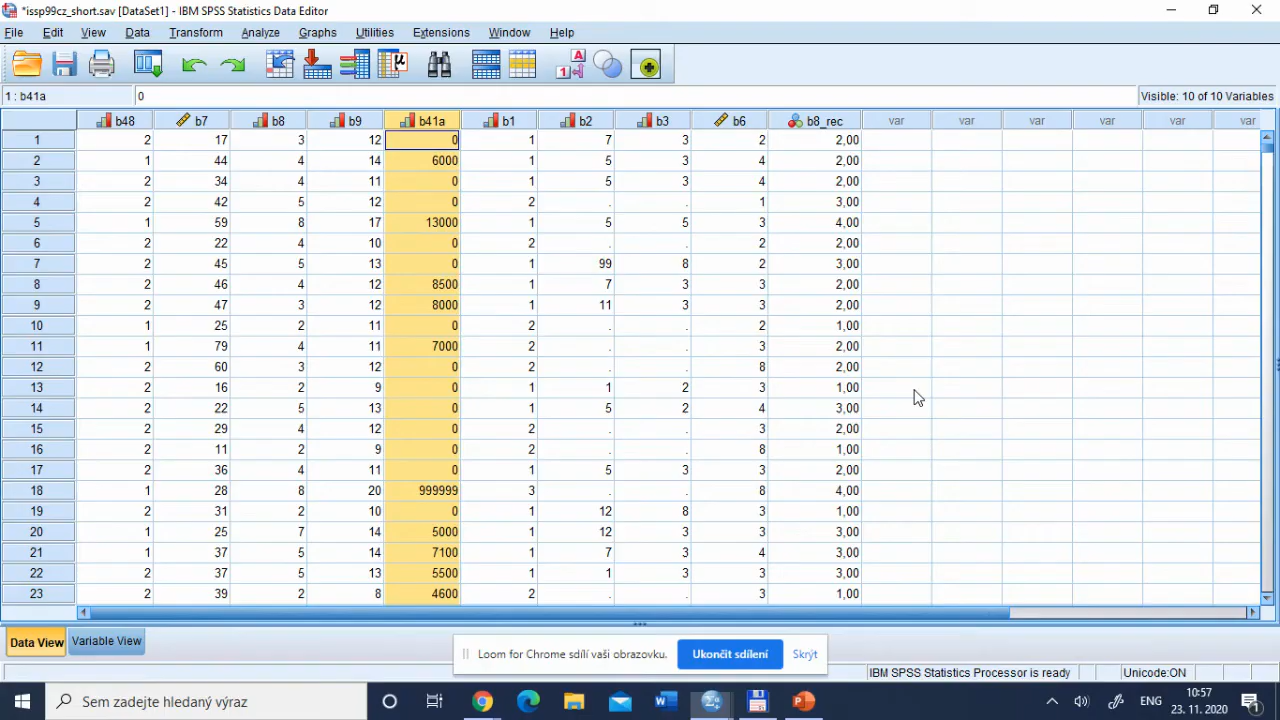 *issp99cz_short.sav [DataSet1] - IBM SPSS Statistics Data Editor
File Edit View Data Transform Analyze Graphs Utilities Extensions Window Help
1 : b41a 0 Visible: 10 of 10 Variables
b48 b7 b8 b9 b41a b1 b2 b3 b6 b8_rec var var var var var var
1 2 17 3 12 0 1 7 3 2 2,00
2 1 44 4 14 6000 1 5 3 4 2,00
3 2 34 4 11 0 1 5 3 4 2,00
4 2 42 5 12 0 2 . . 1 3,00
5 1 59 8 17 13000 1 5 5 3 4,00
6 2 22 4 10 0 2 . . 2 2,00
7 2 45 5 13 0 1 99 8 2 3,00
8 2 46 4 12 8500 1 7 3 3 2,00
9 2 47 3 12 8000 1 11 3 3 2,00
10 1 25 2 11 0 2 . . 2 1,00
11 1 79 4 11 7000 2 . . 3 2,00
12 2 60 3 12 0 2 . . 8 2,00
13 2 16 2 9 0 1 1 2 3 1,00
14 2 22 5 13 0 1 5 2 4 3,00
15 2 29 4 12 0 2 . . 3 2,00
16 2 11 2 9 0 2 . . 8 1,00
17 2 36 4 11 0 1 5 3 3 2,00
18 1 28 8 20 999999 3 . . 8 4,00
19 2 31 2 10 0 1 12 8 3 1,00
20 1 25 7 14 5000 1 12 3 3 3,00
21 1 37 5 14 7100 1 7 3 4 3,00
22 2 37 5 13 5500 1 1 3 3 3,00
23 2 39 2 8 4600 2 . . 3 1,00
Data View Variable View
Loom for Chrome sdílí vaši obrazovku. Ukončit sdílení Skrýt
IBM SPSS Statistics Processor is ready Unicode:ON
Sem zadejte hledaný výraz ENG 10:57
23. 11. 2020 1